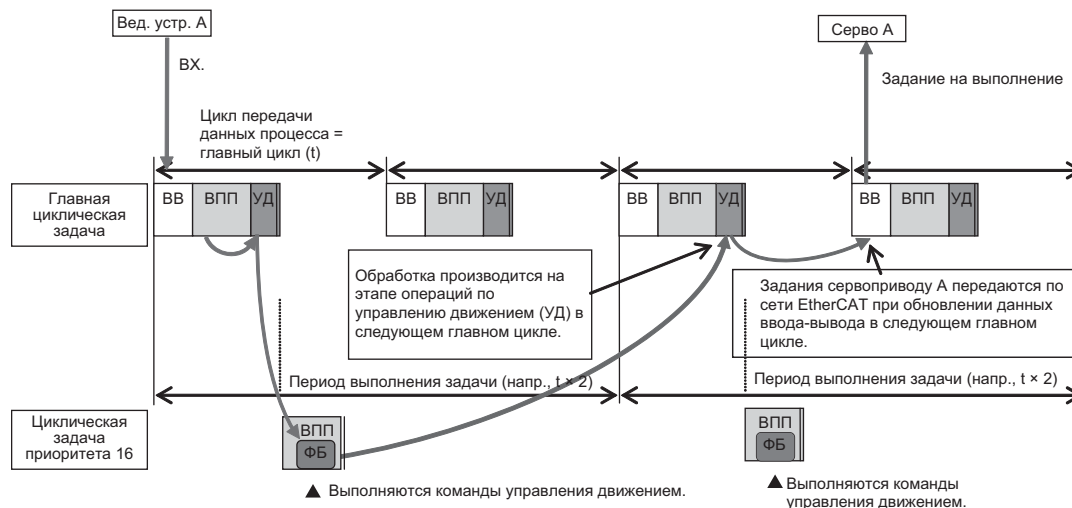 Вед. устр. А
Серво А
ВХ.
Задание на выполнение
Цикл передачи
данных процесса =
главный цикл (t)
Главная
циклическая
задача
ВВ ВПП УД
ВВ ВПП УД
ВВ ВПП УД
ВВ ВПП УД
Обработка производится на
этапе операций по
управлению движением (УД) в
следующем главном цикле.
Задания сервоприводу А передаются по
сети EtherCAT при обновлении данных
ввода-вывода в следующем главном
цикле.
Период выполнения задачи (напр., t × 2)
Период выполнения задачи (напр., t × 2)
Циклическая
задача
приоритета 16
ВПП
ФБ
ВПП
ФБ
▲ Выполняются команды управления движением.
▲ Выполняются команды
управления движением.